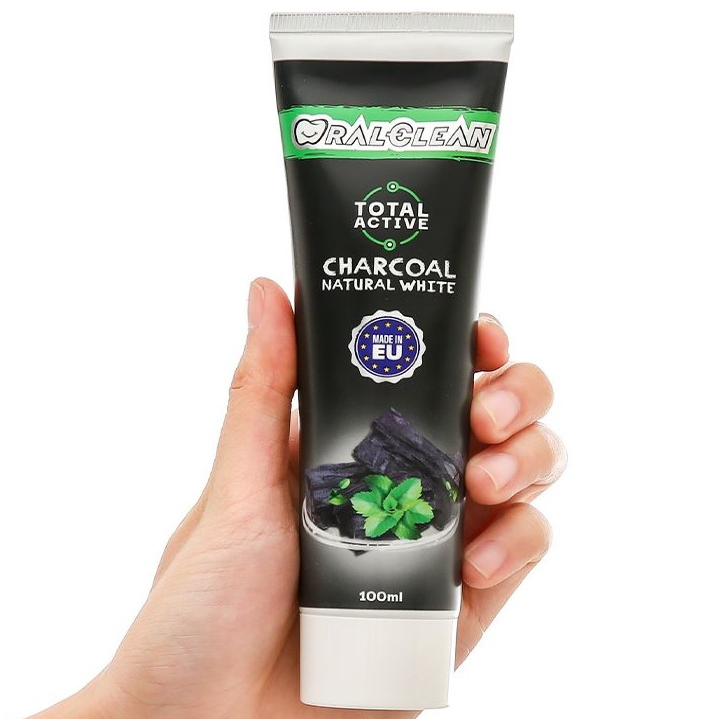 ORALCLEAN
TOTAL
ACTIVE
CHARCOAL
NATURAL WHITE
MADE IN
EU
100ml